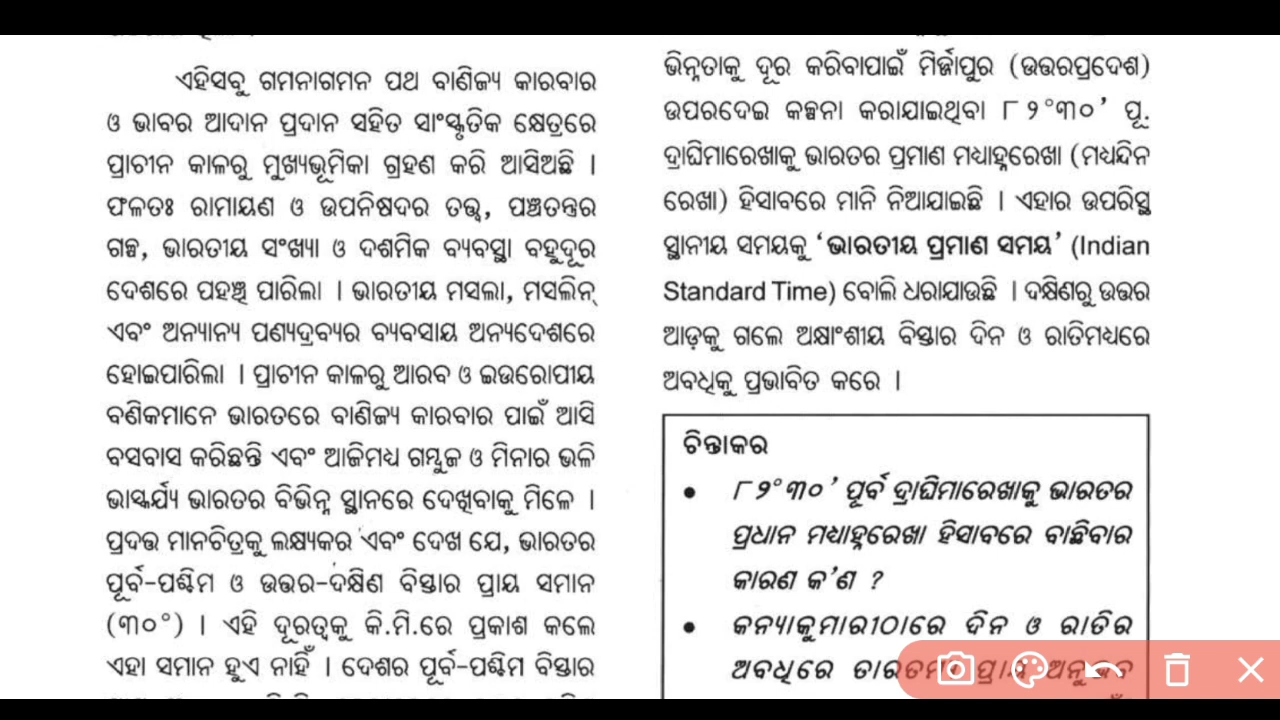 ଏହିସବୁ ଗମନାଗମନ ପଥ ବାଣିଜ୍ୟ କାରବାର
ଓ ଭାବର ଆଦାନ ପ୍ରଦାନ ସହିତ ସାଂସ୍କୃତିକ କ୍ଷେତ୍ରରେ
ପ୍ରାଚୀନ କାଳରୁ ମୁଖ୍ୟଭୂମିକା ଗ୍ରହଣ କରି ଆସିଅଛି ।
ଫଳତଃ ରାମାୟଣ ଓ ଉପନିଷଦର ତତ୍ତ୍ୱ, ପଞ୍ଚତନ୍ତ୍ରର
ଗଳ୍ପ, ଭାରତୀୟ ସଂଖ୍ୟା ଓ ଦଶମିକ ବ୍ୟବସ୍ଥା ବହୁଦୂର
ଦେଶରେ ପହଞ୍ଚି ପାରିଲା । ଭାରତୀୟ ମସଲା, ମସଲିନ୍
ଏବଂ ଅନ୍ୟାନ୍ୟ ପଣ୍ୟଦ୍ରବ୍ୟର ବ୍ୟବସାୟ ଅନ୍ୟଦେଶରେ
ହୋଇପାରିଲା । ପ୍ରାଚୀନ କାଳରୁ ଆରବ ଓ ଇଉରୋପୀୟ
ବଣିକମାନେ ଭାରତରେ ବାଣିଜ୍ୟ କାରବାର ପାଇଁ ଆସି
ବସବାସ କରିଛନ୍ତି ଏବଂ ଆଜିମଧ୍ୟ ଗମ୍ବୁଜ ଓ ମିନାର ଭଳି
ଭାସ୍କର୍ଯ୍ୟ ଭାରତର ବିଭିନ୍ନ ସ୍ଥାନରେ ଦେଖିବାକୁ ମିଳେ ।
ପ୍ରଦତ୍ତ ମାନଚିତ୍ରକୁ ଲକ୍ଷ୍ୟକର ଏବଂ ଦେଖ ଯେ, ଭାରତର
ପୂର୍ବ-ପଶ୍ଚିମ ଓ ଉତ୍ତର-ଦକ୍ଷିଣ ବିସ୍ତାର ପ୍ରାୟ ସମାନ
(୩୦°) । ଏହି ଦୂରତ୍ୱକୁ କି.ମି.ରେ ପ୍ରକାଶ କଲେ
ଏହା ସମାନ ହୁଏ ନାହିଁ । ଦେଶର ପୂର୍ବ-ପଶ୍ଚିମ ବିସ୍ତାର
ଭିନ୍ନତାକୁ ଦୂର କରିବାପାଇଁ ମିର୍ଜାପୁର (ଉତ୍ତରପ୍ରଦେଶ)
ଉପରଦେଇ କଳ୍ପନା କରାଯାଇଥିବା ୮୨°୩୦' ପୂ.
ଦ୍ରାଘିମାରେଖାକୁ ଭାରତର ପ୍ରମାଣ ମଧ୍ୟାହ୍ନରେଖା (ମଧ୍ୟନ୍ଦିନ
ରେଖା) ହିସାବରେ ମାନି ନିଆଯାଇଛି । ଏହାର ଉପରିସ୍ଥ
ସ୍ଥାନୀୟ ସମୟକୁ ‘ଭାରତୀୟ ପ୍ରମାଣ ସମୟ’ (Indian
Standard Time) ବୋଲି ଧରାଯାଉଛି । ଦକ୍ଷିଣରୁ ଉତ୍ତର
ଆଡ଼କୁ ଗଲେ ଅକ୍ଷାଂଶୀୟ ବିସ୍ତାର ଦିନ ଓ ରାତିମଧ୍ୟରେ
ଅବଧିକୁ ପ୍ରଭାବିତ କରେ ।
ଚିନ୍ତାକର
• ୮୨°୩୦' ପୂର୍ବ ଦ୍ରାଘିମାରେଖାକୁ ଭାରତର
ପ୍ରଧାନ ମଧ୍ୟାହ୍ନରେଖା ହିସାବରେ ବାଛିବାର
କାରଣ କ'ଣ ?
• କନ୍ୟାକୁମାରୀଠାରେ ଦିନ ଓ ରାତିର
ଅବଧିରେ ତାରତମ୍ୟ ପ୍ରାୟ ଅନୁଭବ